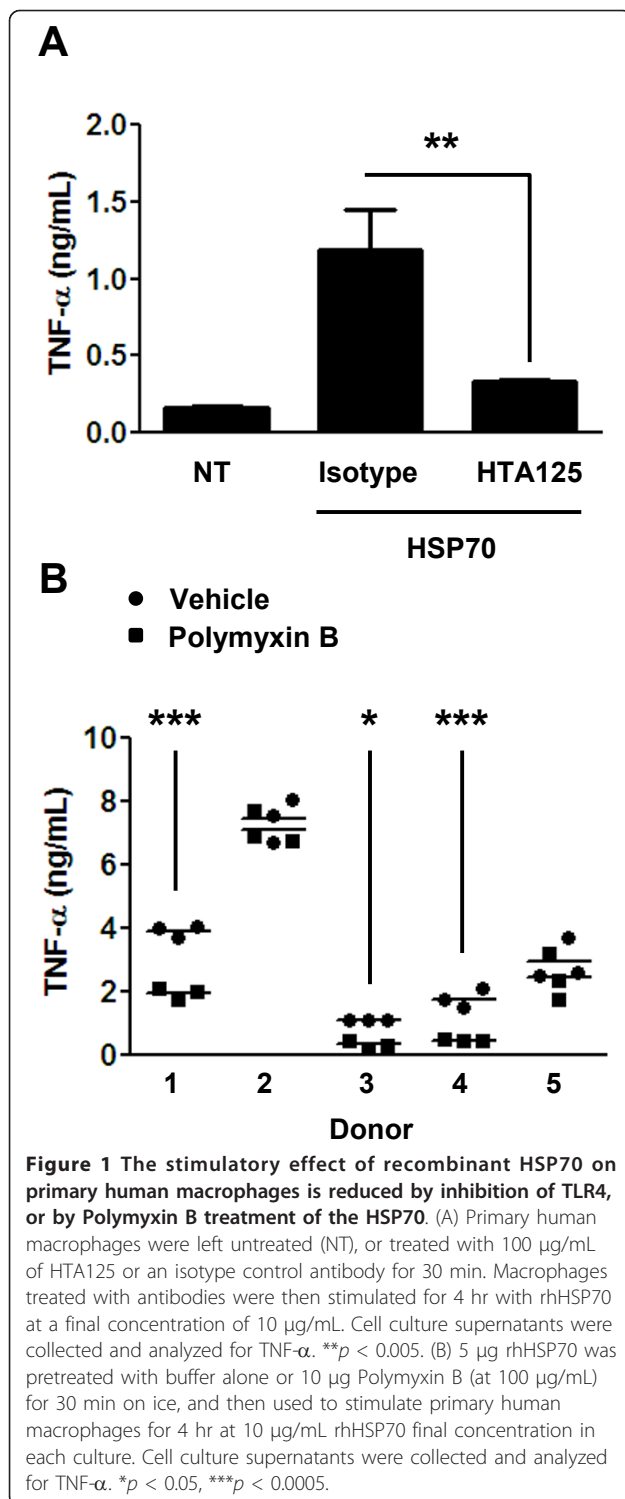 A
TNF-α (ng/mL)
2.0
1.5
1.0
0.5
0.0
**
NT Isotype HTA125
HSP70
B
● Vehicle
■ Polymyxin B
TNF-α (ng/mL)
*** * ***
10
8
6
4
2
0
1 2 3 4 5
Donor
Figure 1 The stimulatory effect of recombinant HSP70 on
primary human macrophages is reduced by inhibition of TLR4,
or by Polymyxin B treatment of the HSP70. (A) Primary human
macrophages were left untreated (NT), or treated with 100 μg/mL
of HTA125 or an isotype control antibody for 30 min. Macrophages
treated with antibodies were then stimulated for 4 hr with rhHSP70
at a final concentration of 10 μg/mL. Cell culture supernatants were
collected and analyzed for TNF-α. **p < 0.005. (B) 5 μg rhHSP70 was
pretreated with buffer alone or 10 μg Polymyxin B (at 100 μg/mL)
for 30 min on ice, and then used to stimulate primary human
macrophages for 4 hr at 10 μg/mL rhHSP70 final concentration in
each culture. Cell culture supernatants were collected and analyzed
for TNF-α. *p < 0.05, ***p < 0.0005.